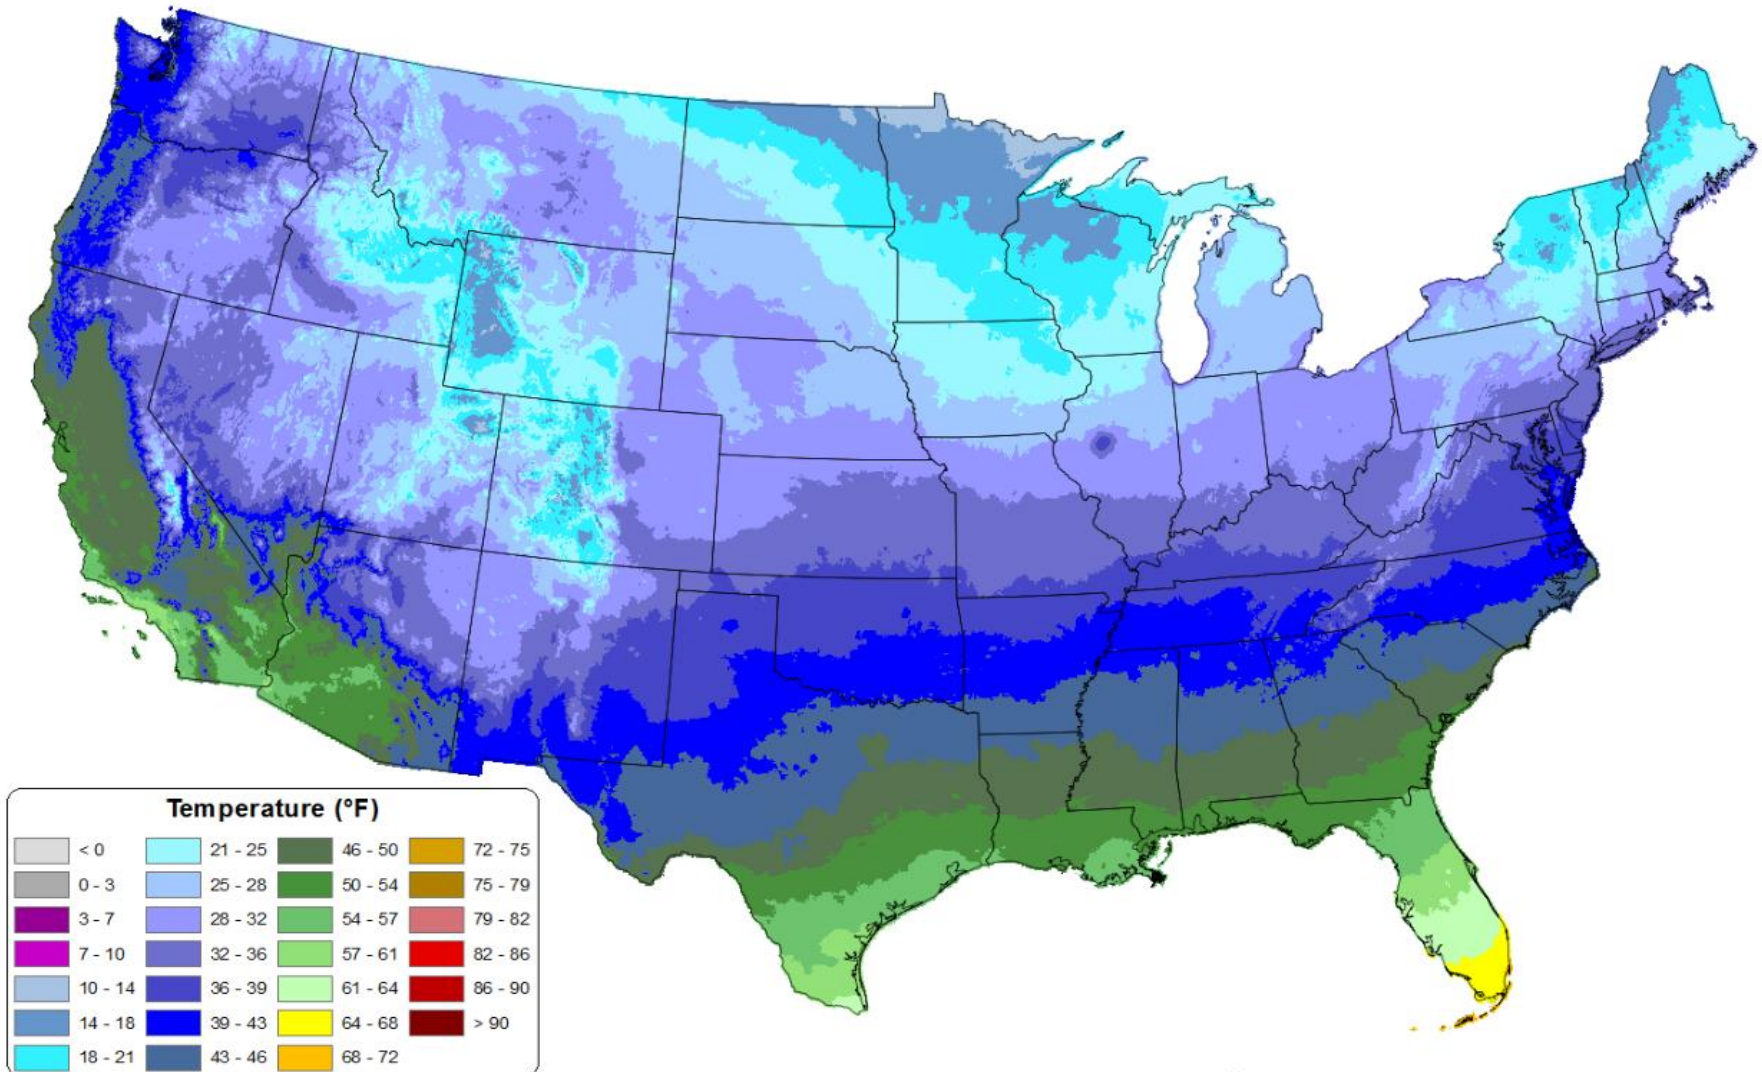 Temperature (°F)
< 0 21 - 25 46 - 50 72 - 75
0 - 3 25 - 28 50 - 54 75 - 79
3 - 7 28 - 32 54 - 57 79 - 82
7 - 10 32 - 36 57 - 61 82 - 86
10 - 14 36 - 39 61 - 64 86 - 90
14 - 18 39 - 43 64 - 68 > 90
18 - 21 43 - 46 68 - 72